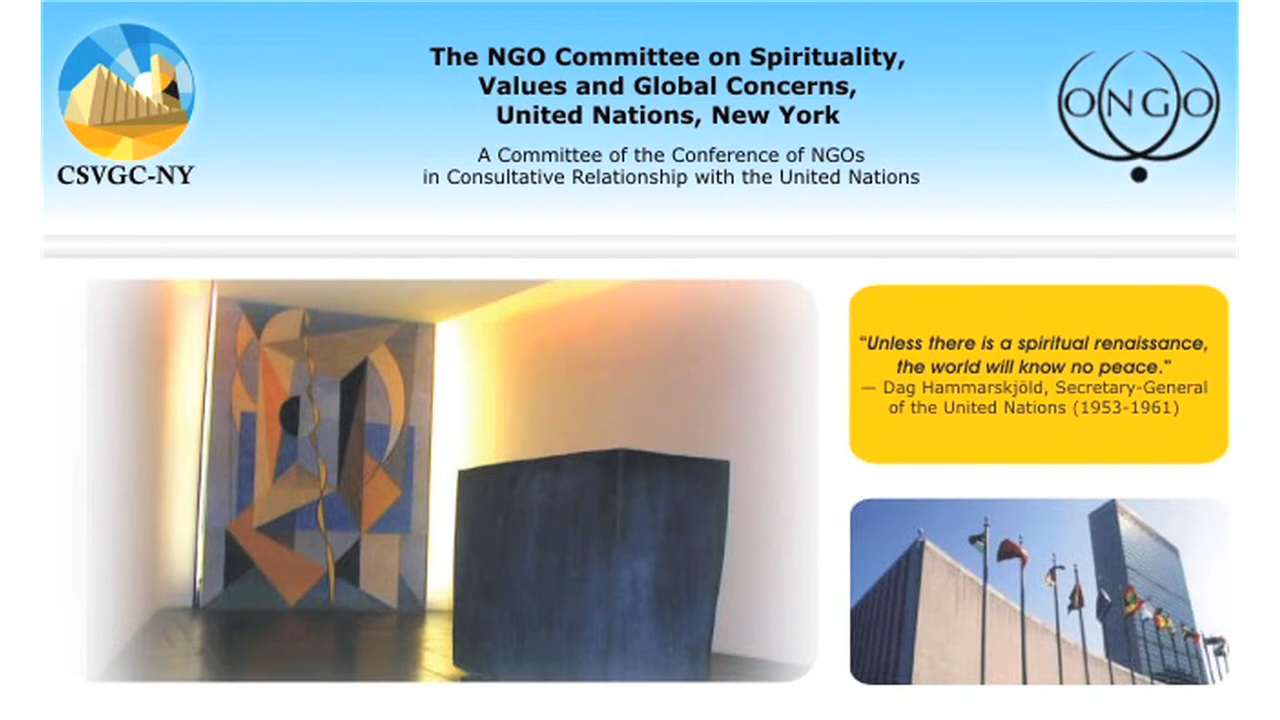 The NGO Committee on Spirituality,
Values and Global Concerns,
United Nations, New York
A Committee of the Conference of NGOs
in Consultative Relationship with the United Nations
CSVGC-NY
ONGO
"Unless there is a spiritual renaissance,
the world will know no peace."
— Dag Hammarskjöld, Secretary-General
of the United Nations (1953-1961)